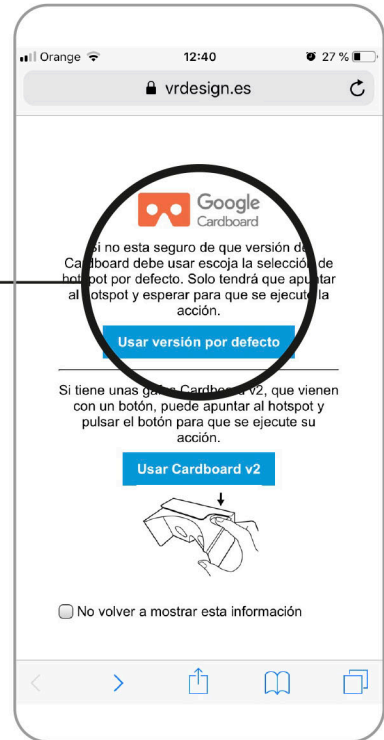 Orange 12:40 27 %
vrdesign.es
Google
Cardboard
Si no esta seguro de que versión de
Cardboard debe usar escoja la selección de
hotspot por defecto. Solo tendrá que apuntar
al hotspot y esperar para que se ejecute la
acción.
Usar versión por defecto
Si tiene unas gafas Cardboard v2, que vienen
con un botón, puede apuntar al hotspot y
pulsar el botón para que se ejecute su
acción.
Usar Cardboard v2
No volver a mostrar esta información